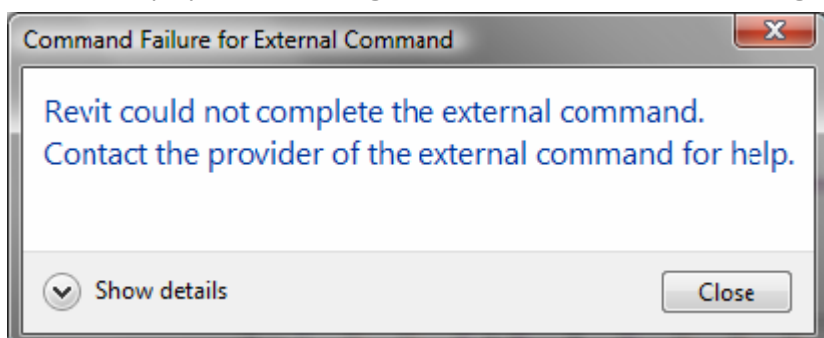 Command Failure for External Command
Revit could not complete the external command.
Contact the provider of the external command for help.
Show details
Close